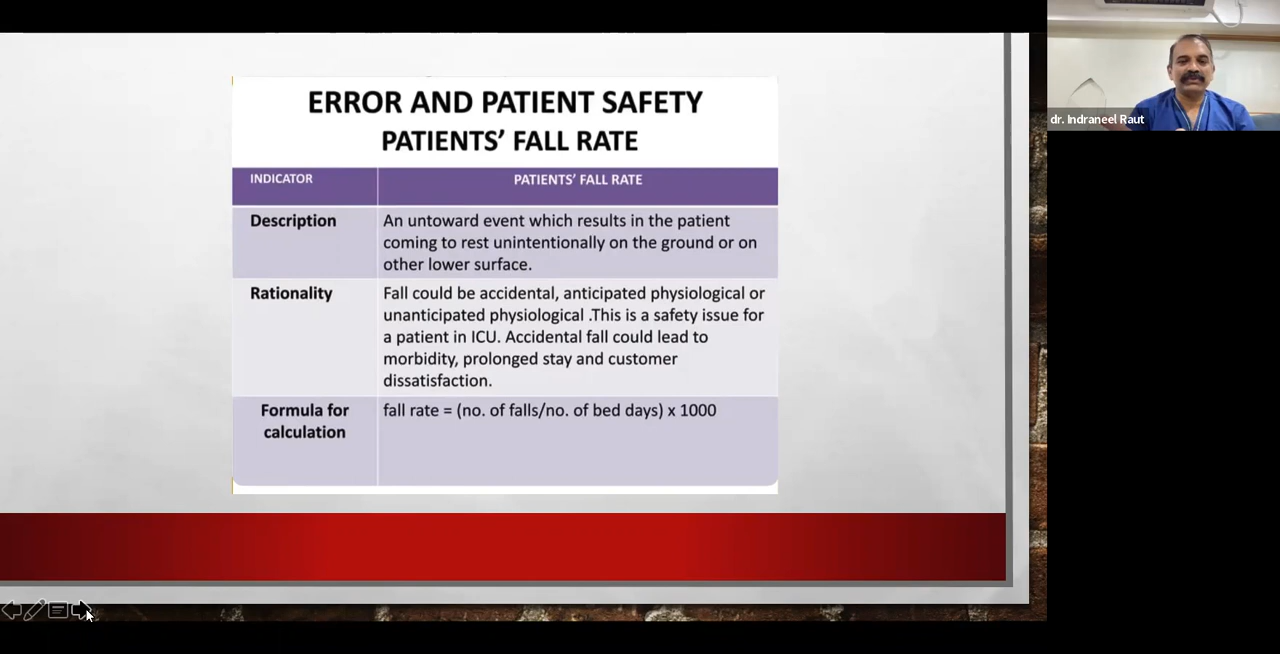 ERROR AND PATIENT SAFETY
PATIENTS' FALL RATE
INDICATOR
PATIENTS' FALL RATE
Description
An untoward event which results in the patient
coming to rest unintentionally on the ground or on
other lower surface.
Rationality
Fall could be accidental, anticipated physiological or
unanticipated physiological .This is a safety issue for
a patient in ICU. Accidental fall could lead to
morbidity, prolonged stay and customer
dissatisfaction.
Formula for
calculation
fall rate = (no. of falls/no. of bed days) x 1000
dr. Indraneel Raut